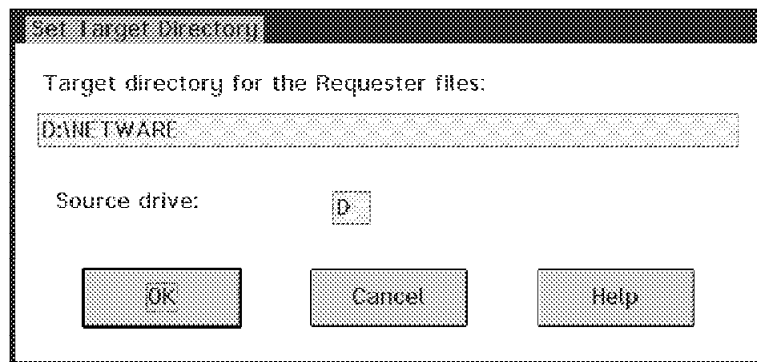 Set Target Directory
Target directory for the Requester files:
D:\NETWARE
Source drive: D
OK Cancel Help